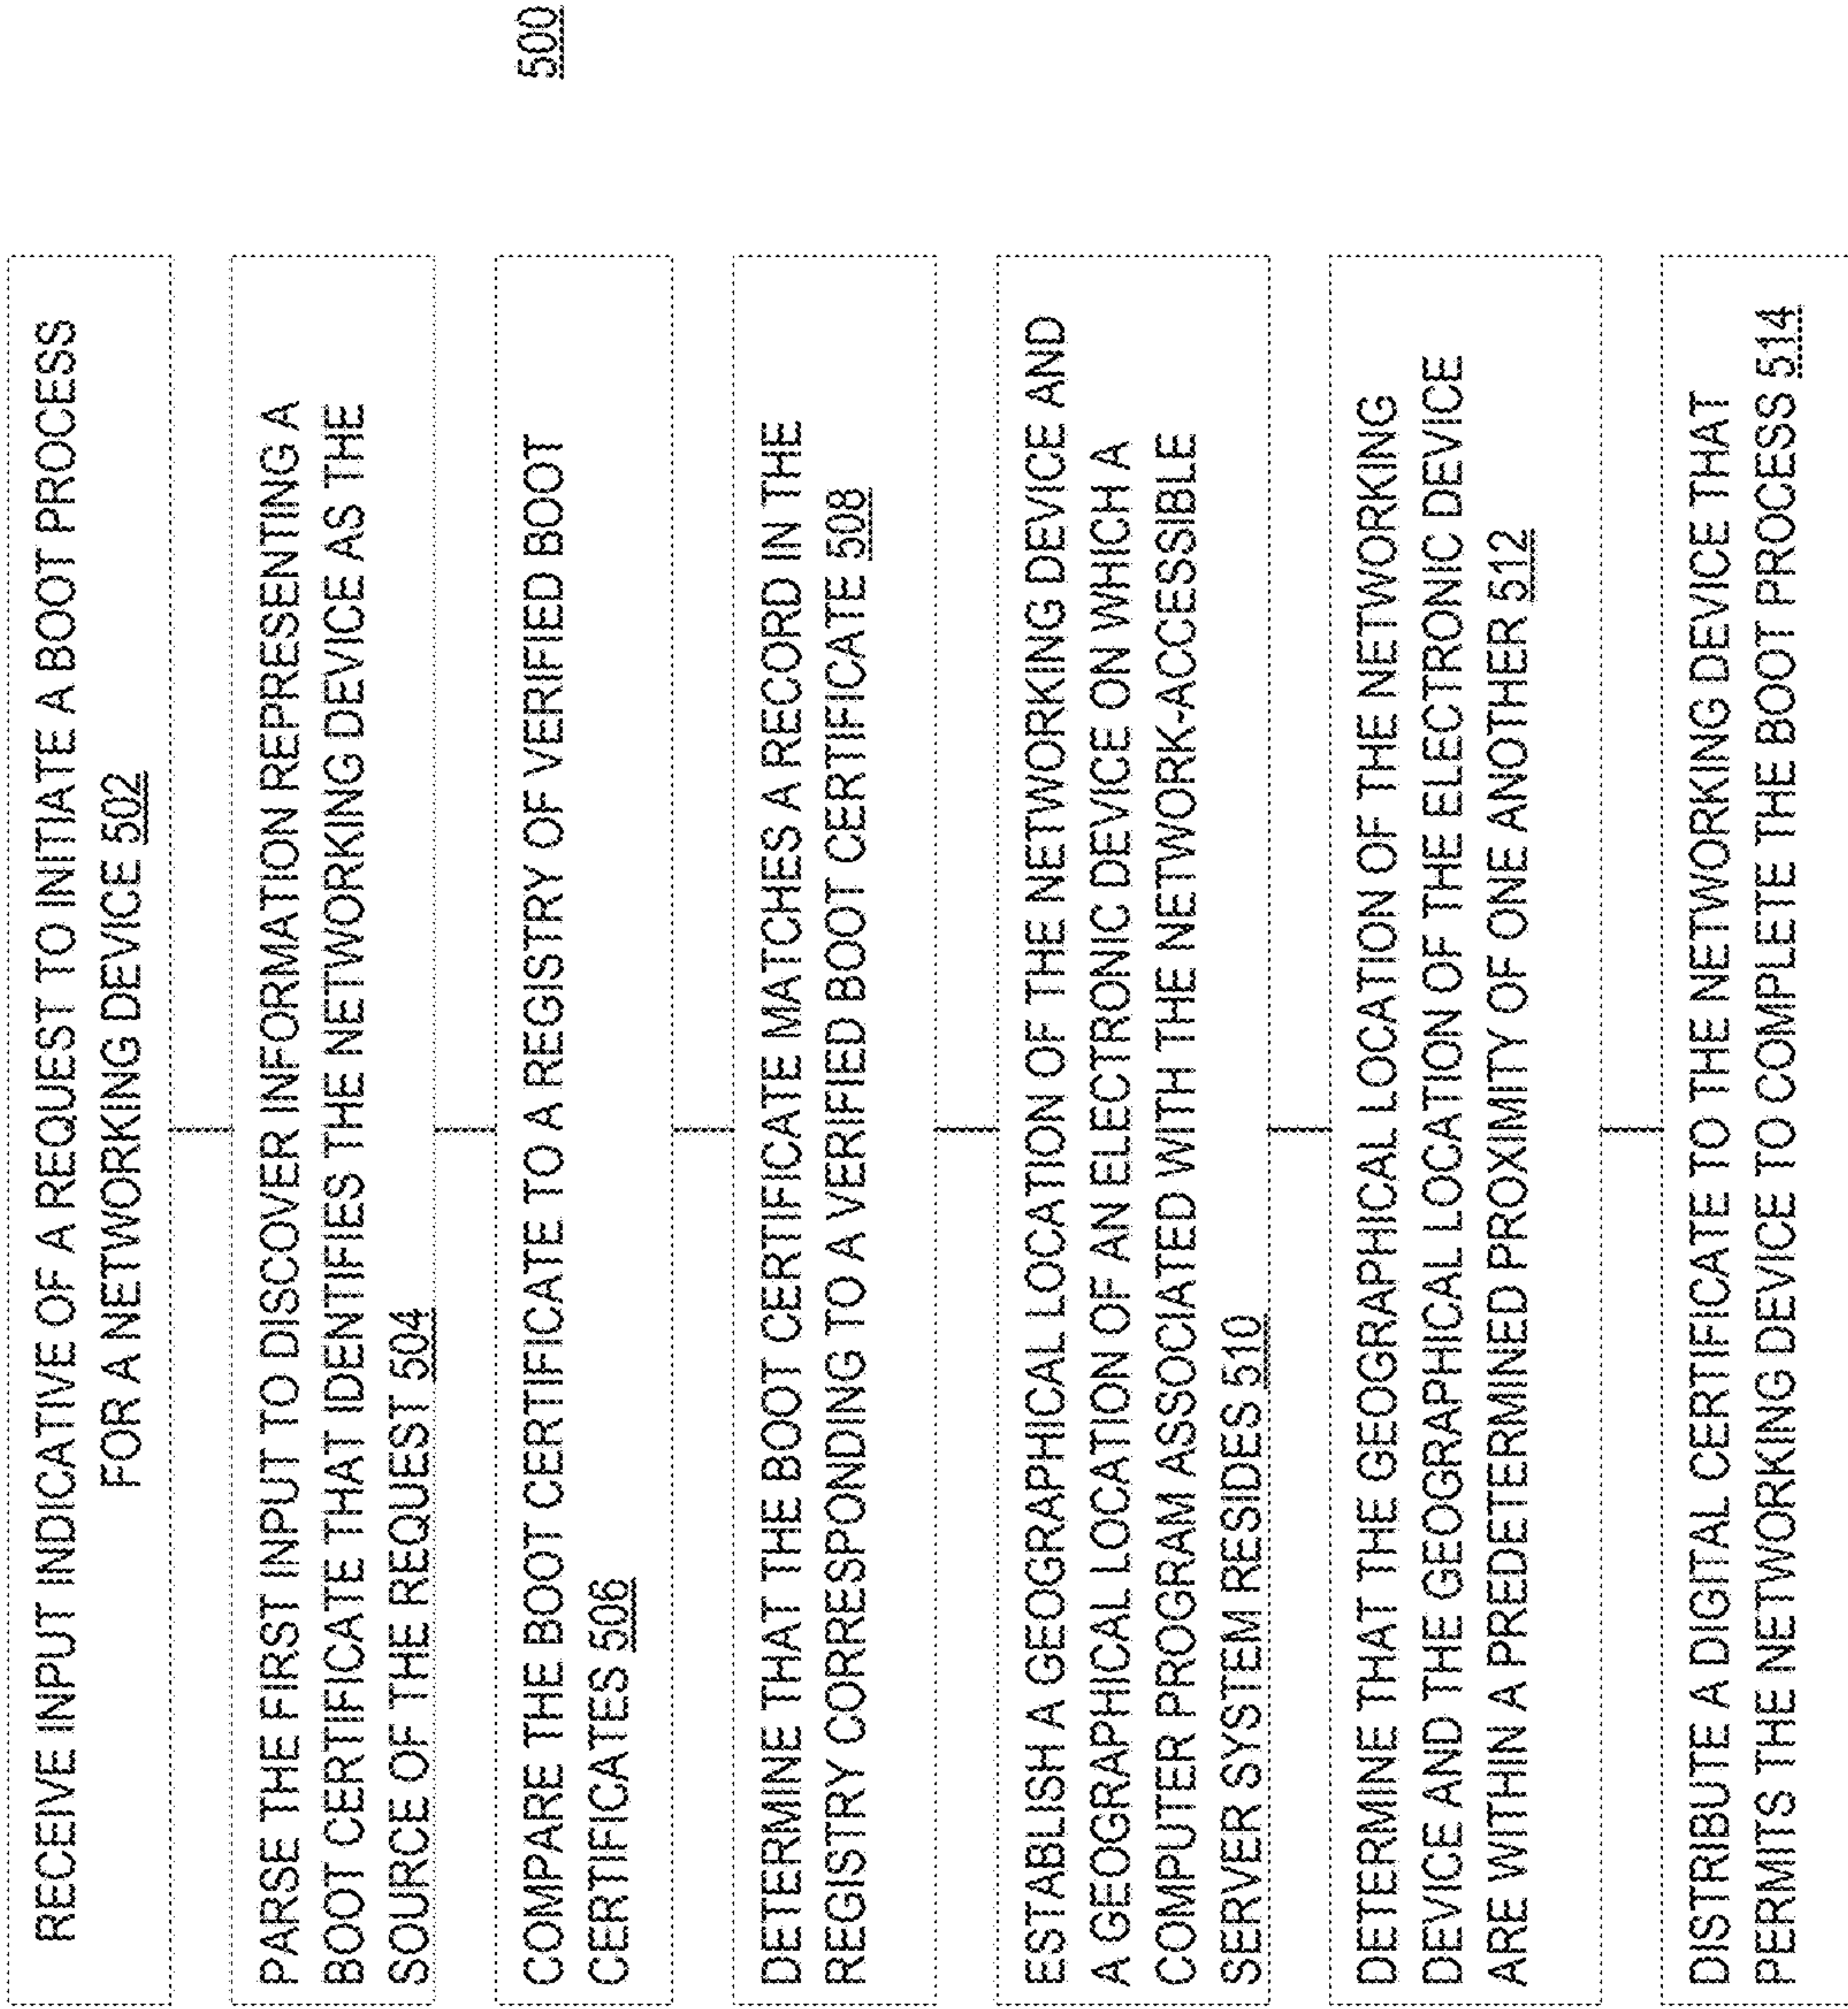 500
RECEIVE INPUT INDICATIVE OF A REQUEST TO INITIATE A BOOT PROCESS
FOR A NETWORKING DEVICE 502
PARSE THE FIRST INPUT TO DISCOVER INFORMATION REPRESENTING A
BOOT CERTIFICATE THAT IDENTIFIES THE NETWORKING DEVICE AS THE
SOURCE OF THE REQUEST 504
COMPARE THE BOOT CERTIFICATE TO A REGISTRY OF VERIFIED BOOT
CERTIFICATES 506
DETERMINE THAT THE BOOT CERTIFICATE MATCHES A RECORD IN THE
REGISTRY CORRESPONDING TO A VERIFIED BOOT CERTIFICATE 508
ESTABLISH A GEOGRAPHICAL LOCATION OF THE NETWORKING DEVICE AND
A GEOGRAPHICAL LOCATION OF AN ELECTRONIC DEVICE ON WHICH A
COMPUTER PROGRAM ASSOCIATED WITH THE NETWORK-ACCESSIBLE
SERVER SYSTEM RESIDES 510
DETERMINE THAT THE GEOGRAPHICAL LOCATION OF THE NETWORKING
DEVICE AND THE GEOGRAPHICAL LOCATION OF THE ELECTRONIC DEVICE
ARE WITHIN A PREDETERMINED PROXIMITY OF ONE ANOTHER 512
DISTRIBUTE A DIGITAL CERTIFICATE TO THE NETWORKING DEVICE THAT
PERMITS THE NETWORKING DEVICE TO COMPLETE THE BOOT PROCESS 514